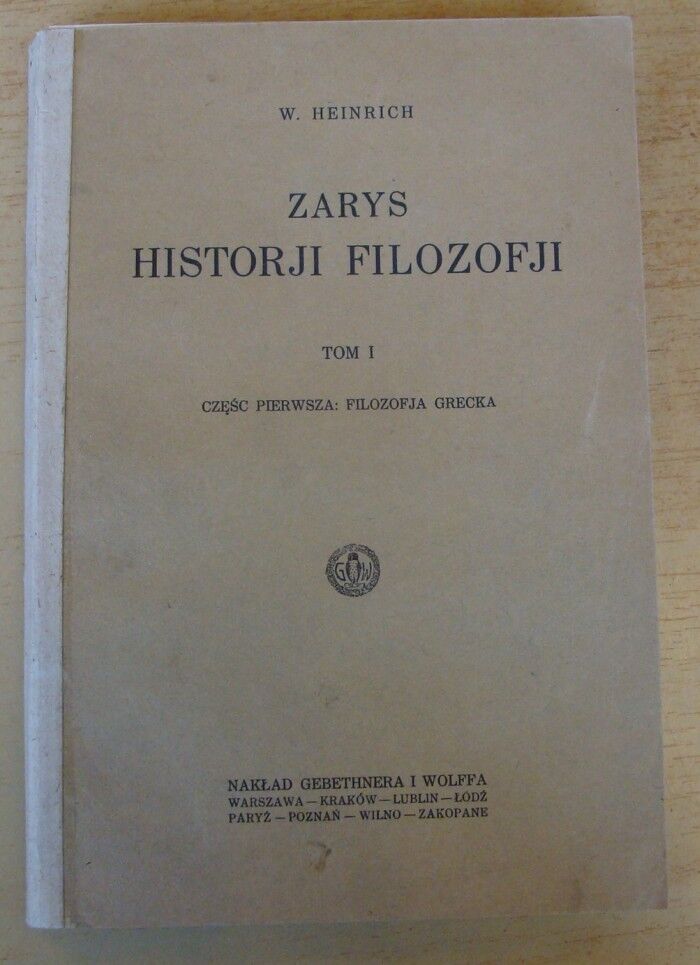 W. HEINRICH
ZARYS
HISTORJI FILOZOFJI
TOM I
CZĘŚC PIERWSZA: FILOZOFJA GRECKA
G W
NAKŁAD GEBETHNERA I WOLFFA
WARSZAWA — KRAKÓW — LUBLIN — ŁÓDŹ
PARYŻ — POZNAŃ — WILNO — ZAKOPANE